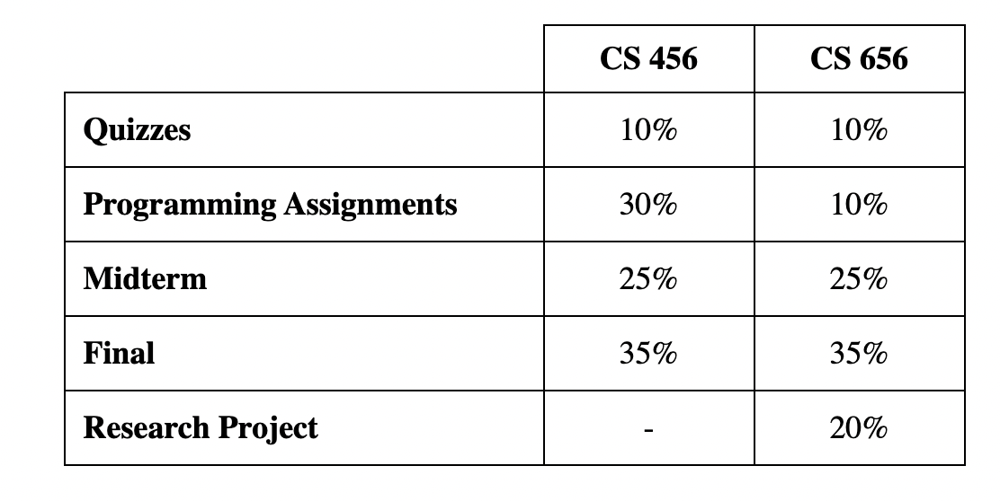 CS 456 CS 656
Quizzes 10% 10%
Programming Assignments 30% 10%
Midterm 25% 25%
Final 35% 35%
Research Project - 20%